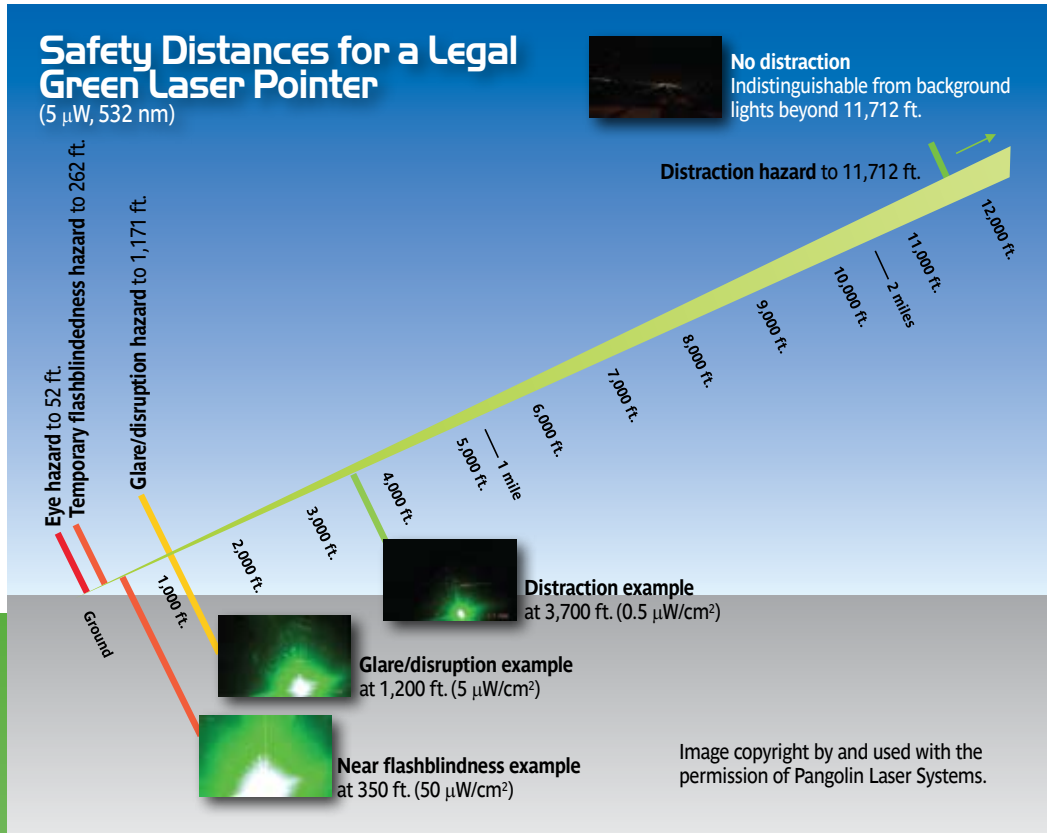 Safety Distances for a Legal
Green Laser Pointer
(5 μW, 532 nm)
No distraction
Indistinguishable from background
lights beyond 11,712 ft.
Distraction hazard to 11,712 ft.
Eye hazard to 52 ft.
Temporary flashblindedness hazard to 262 ft.
Glare/disruption hazard to 1,171 ft.
Ground
1,000 ft.
2,000 ft.
3,000 ft.
4,000 ft.
5,000 ft.
1 mile
6,000 ft.
7,000 ft.
8,000 ft.
9,000 ft.
10,000 ft.
2 miles
11,000 ft.
12,000 ft.
Distraction example
at 3,700 ft. (0.5 μW/cm²)
Glare/disruption example
at 1,200 ft. (5 μW/cm²)
Near flashblindness example
at 350 ft. (50 μW/cm²)
Image copyright by and used with the
permission of Pangolin Laser Systems.